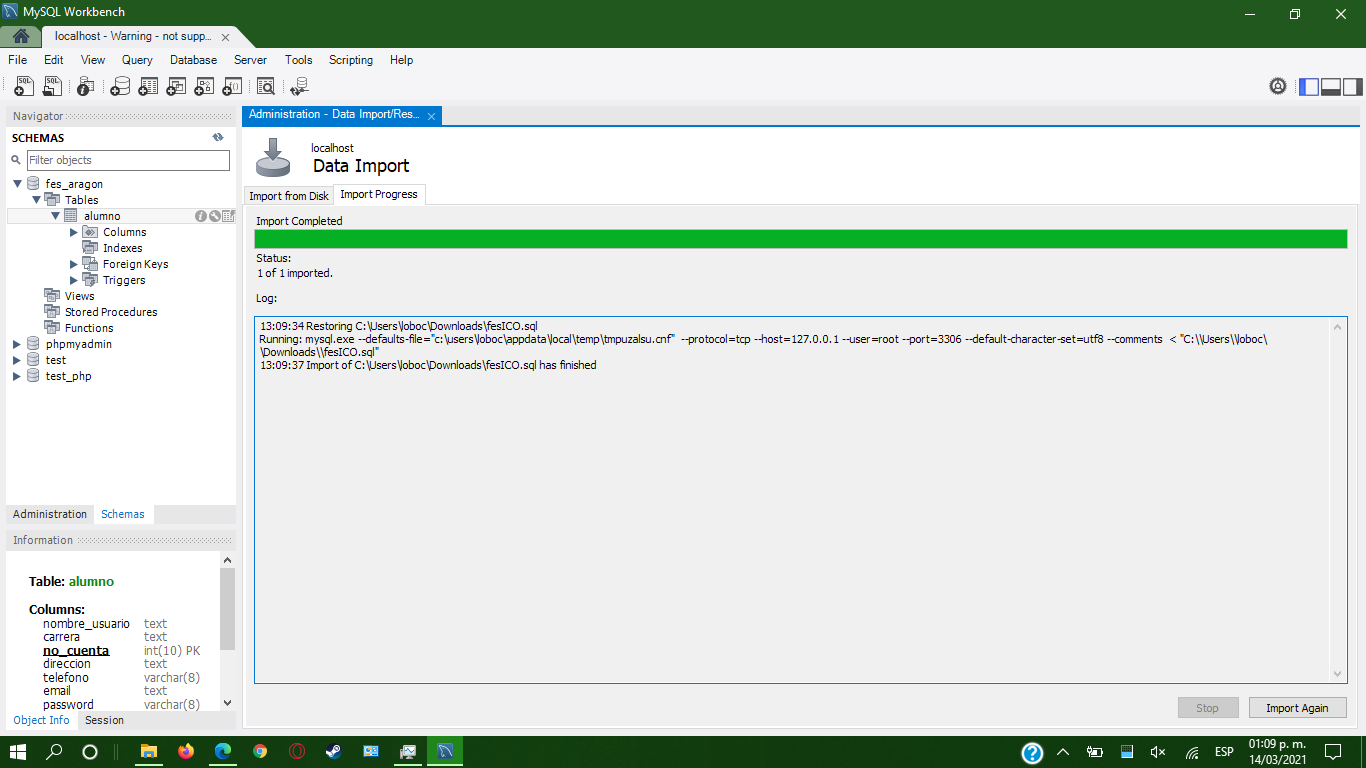 MySQL Workbench
localhost - Warning - not supp...
File Edit View Query Database Server Tools Scripting Help
Navigator
SCHEMAS
Filter objects
fes_aragon
Tables
alumno
Columns
Indexes
Foreign Keys
Triggers
Views
Stored Procedures
Functions
phpmyadmin
test
test_php
Administration Schemas
Information
Table: alumno
Columns:
nombre_usuario text
carrera text
no_cuenta int(10) PK
direccion text
telefono varchar(8)
email text
password varchar(8)
Object Info Session
Administration - Data Import/Res...
localhost
Data Import
Import from Disk Import Progress
Import Completed
Status:
1 of 1 imported.
Log:
13:09:34 Restoring C:\Users\loboc\Downloads\fesICO.sql
Running: mysql.exe --defaults-file="c:\users\loboc\appdata\local\temp\tmpuzalsu.cnf" --protocol=tcp --host=127.0.0.1 --user=root --port=3306 --default-character-set=utf8 --comments < "C:\\Users\\loboc\
\Downloads\\fesICO.sql"
13:09:37 Import of C:\Users\loboc\Downloads\fesICO.sql has finished
Stop Import Again
ESP
01:09 p. m.
14/03/2021